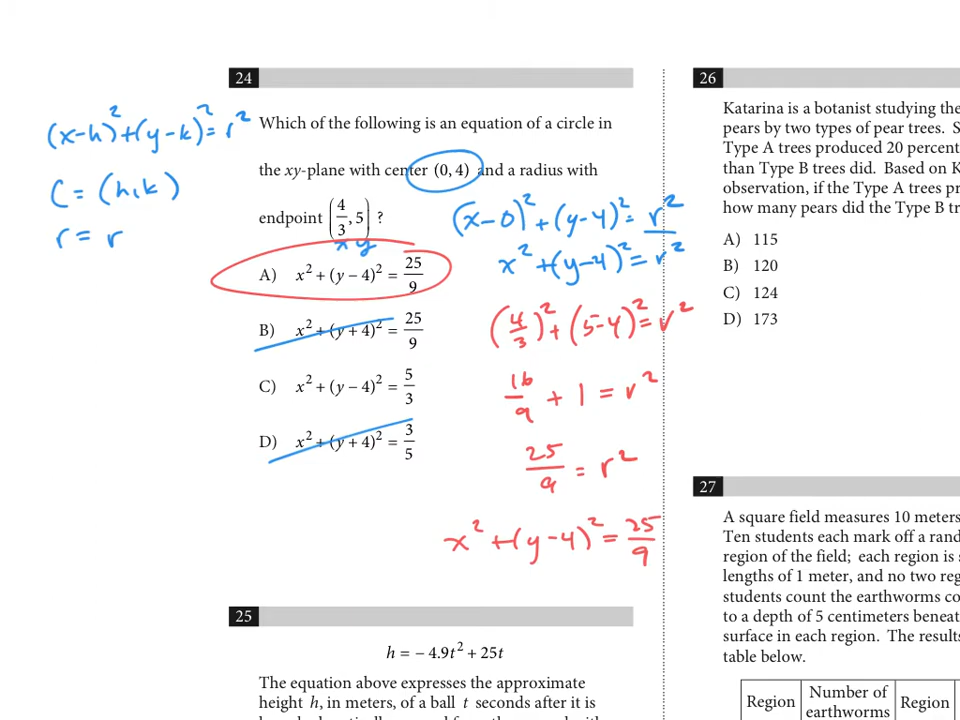 (x-h)²+(y-k)²=r²
C = (h,k)
r = r
24
Which of the following is an equation of a circle in
the xy-plane with center (0, 4) and a radius with
endpoint (4/3, 5) ?
x y
A) x² + (y − 4)² = 25/9
B) x² + (y + 4)² = 25/9
C) x² + (y − 4)² = 5/3
D) x² + (y + 4)² = 3/5
(x-0)²+(y-4)²=r²
x²+(y-4)²=r²
(4/3)²+(5-4)²=r²
16/9 + 1 = r²
25/9 = r²
x²+(y-4)²=25/9
25
h = − 4.9t² + 25t
The equation above expresses the approximate
height h, in meters, of a ball t seconds after it is
26
Katarina is a botanist studying the
pears by two types of pear trees. S
Type A trees produced 20 percent
than Type B trees did. Based on K
observation, if the Type A trees pr
how many pears did the Type B tr
A) 115
B) 120
C) 124
D) 173
27
A square field measures 10 meters
Ten students each mark off a rand
region of the field; each region is s
lengths of 1 meter, and no two reg
students count the earthworms co
to a depth of 5 centimeters beneat
surface in each region. The results
table below.
Region
Number of
earthworms
Region